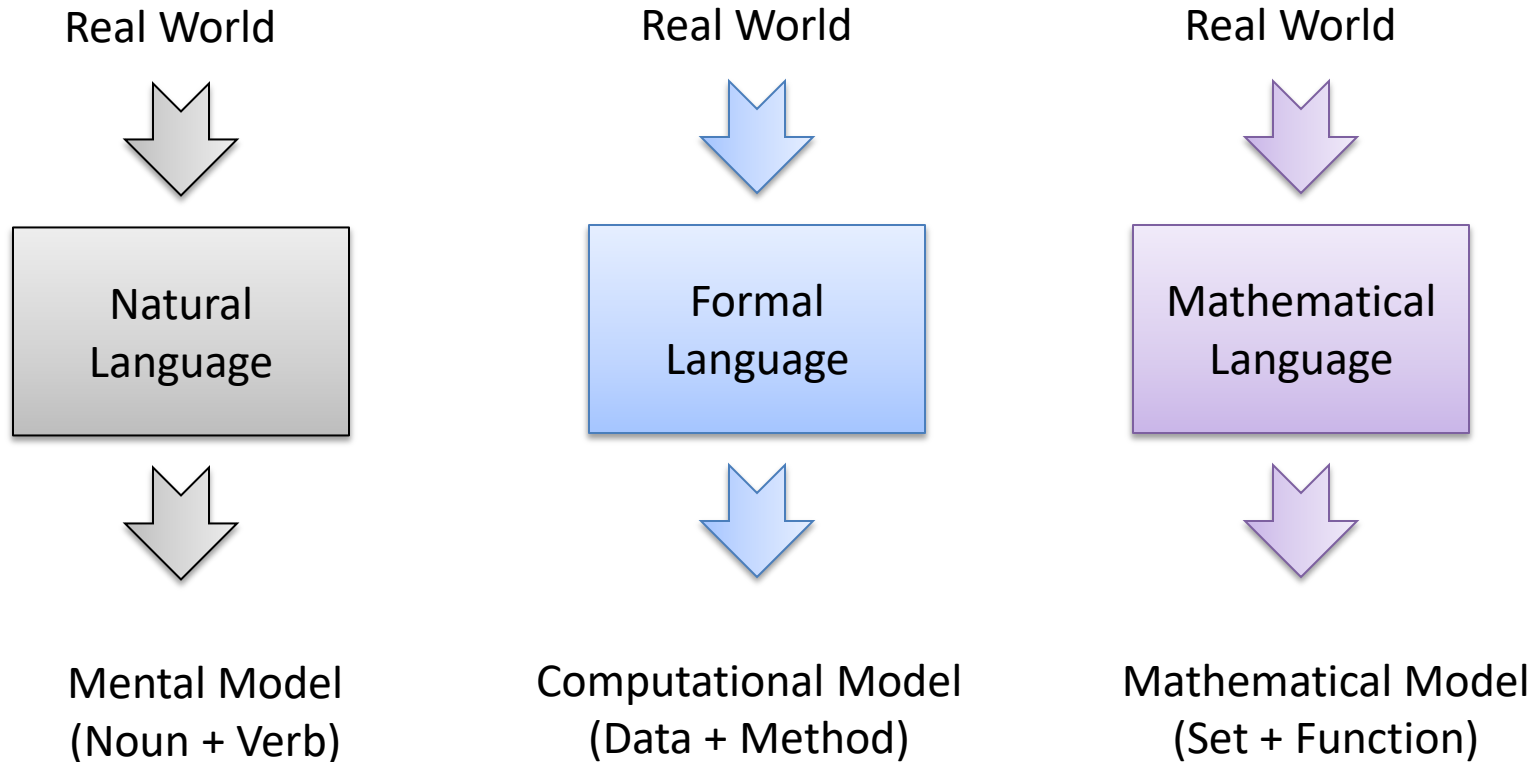 Real World
Natural
Language
Mental Model
(Noun + Verb)
Real World
Formal
Language
Computational Model
(Data + Method)
Real World
Mathematical
Language
Mathematical Model
(Set + Function)